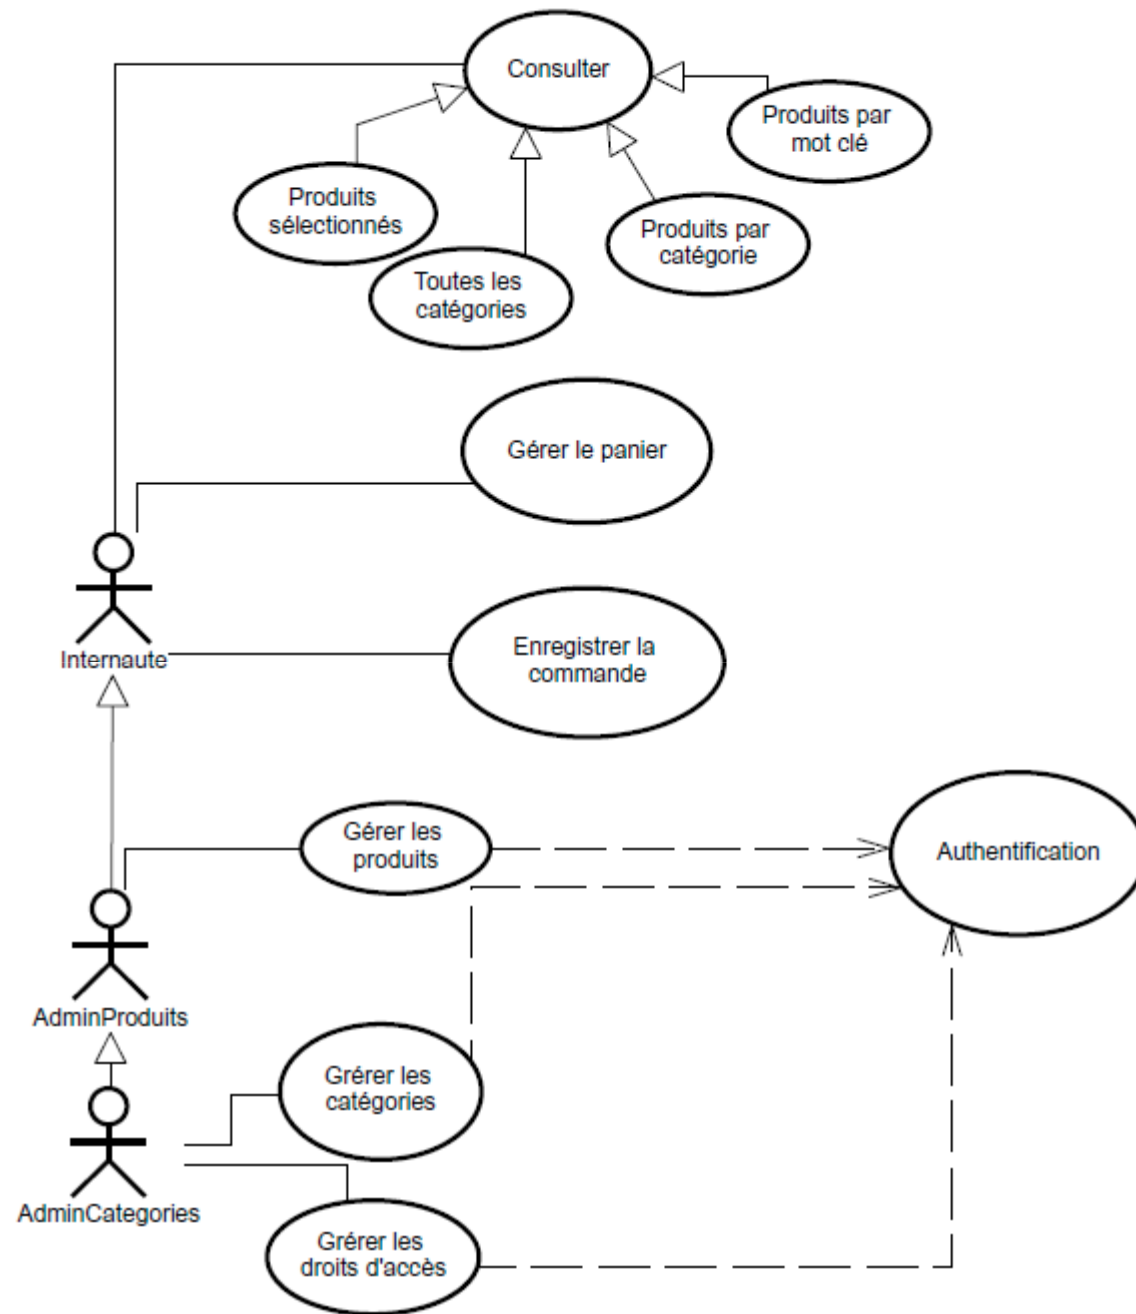 Consulter
Produits par
mot clé
Produits
sélectionnés
Produits par
catégorie
Toutes les
catégories
Gérer le panier
Internaute
Enregistrer la
commande
Gérer les
produits
Authentification
AdminProduits
Grérer les
catégories
AdminCategories
Grérer les
droits d'accès